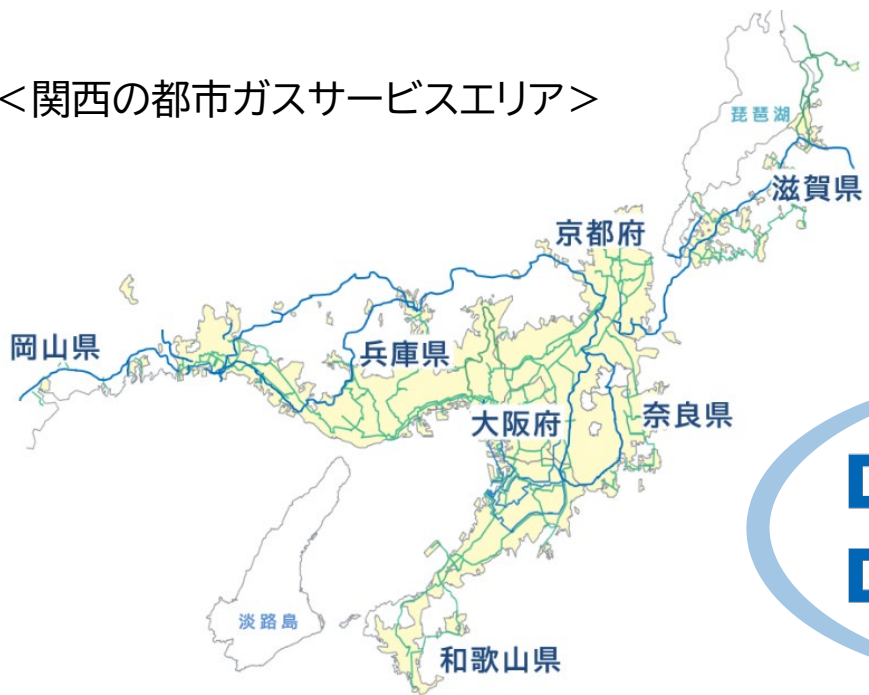 <関西の都市ガスサービスエリア>
琵琶湖
滋賀県
京都府
岡山県
兵庫県
大阪府
奈良県
淡路島
和歌山県